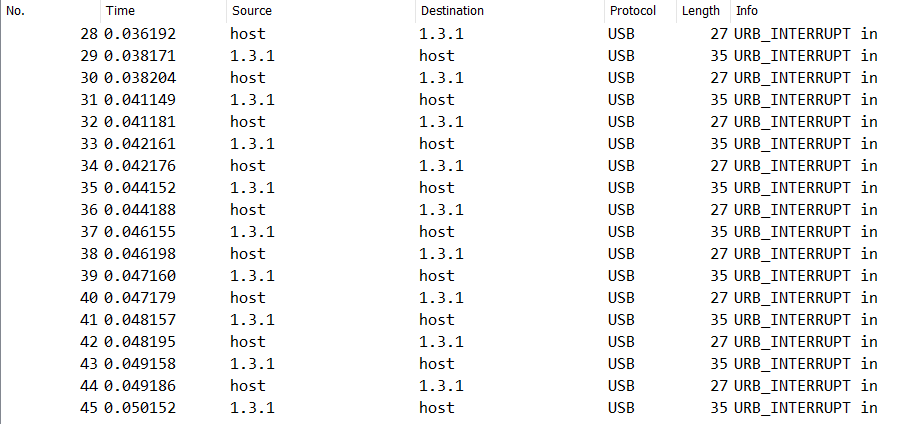 No. Time Source Destination Protocol Length Info
28 0.036192 host 1.3.1 USB 27 URB_INTERRUPT in
29 0.038171 1.3.1 host USB 35 URB_INTERRUPT in
30 0.038204 host 1.3.1 USB 27 URB_INTERRUPT in
31 0.041149 1.3.1 host USB 35 URB_INTERRUPT in
32 0.041181 host 1.3.1 USB 27 URB_INTERRUPT in
33 0.042161 1.3.1 host USB 35 URB_INTERRUPT in
34 0.042176 host 1.3.1 USB 27 URB_INTERRUPT in
35 0.044152 1.3.1 host USB 35 URB_INTERRUPT in
36 0.044188 host 1.3.1 USB 27 URB_INTERRUPT in
37 0.046155 1.3.1 host USB 35 URB_INTERRUPT in
38 0.046198 host 1.3.1 USB 27 URB_INTERRUPT in
39 0.047160 1.3.1 host USB 35 URB_INTERRUPT in
40 0.047179 host 1.3.1 USB 27 URB_INTERRUPT in
41 0.048157 1.3.1 host USB 35 URB_INTERRUPT in
42 0.048195 host 1.3.1 USB 27 URB_INTERRUPT in
43 0.049158 1.3.1 host USB 35 URB_INTERRUPT in
44 0.049186 host 1.3.1 USB 27 URB_INTERRUPT in
45 0.050152 1.3.1 host USB 35 URB_INTERRUPT in